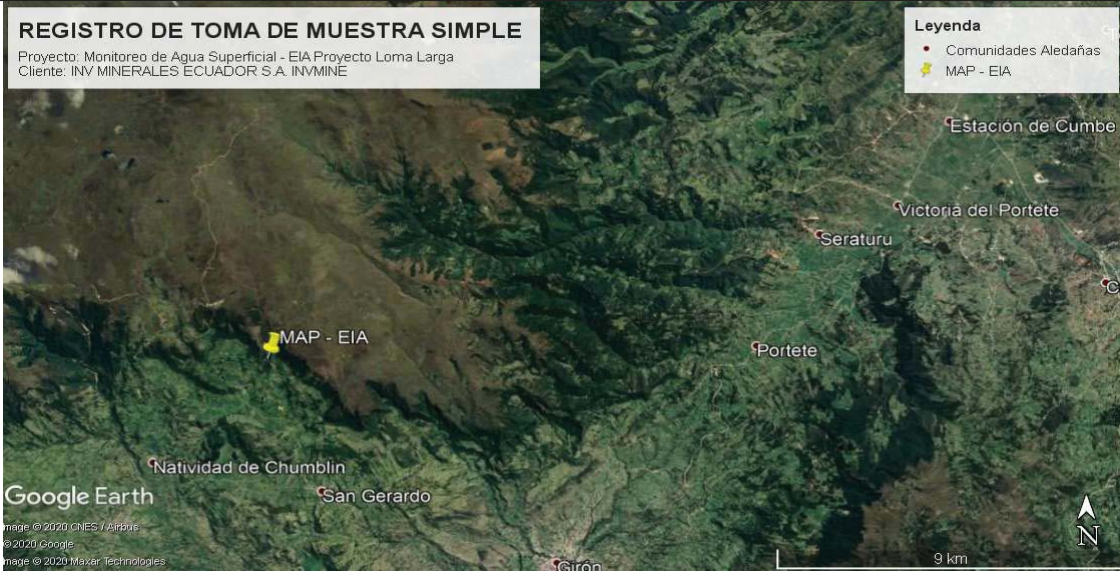 REGISTRO DE TOMA DE MUESTRA SIMPLE
Proyecto: Monitoreo de Agua Superficial - EIA Proyecto Loma Larga
Cliente: INV MINERALES ECUADOR S.A. INVMINE
Leyenda
Comunidades Aledañas
MAP - EIA
Estación de Cumbe
Victoria del Portete
Seraturu
C
MAP - EIA
Portete
Natividad de Chumblin
San Gerardo
Girón
Google Earth
mage © 2020 CNES / Airbus
© 2020 Google
mage © 2020 Maxar Technologies
N
9 km